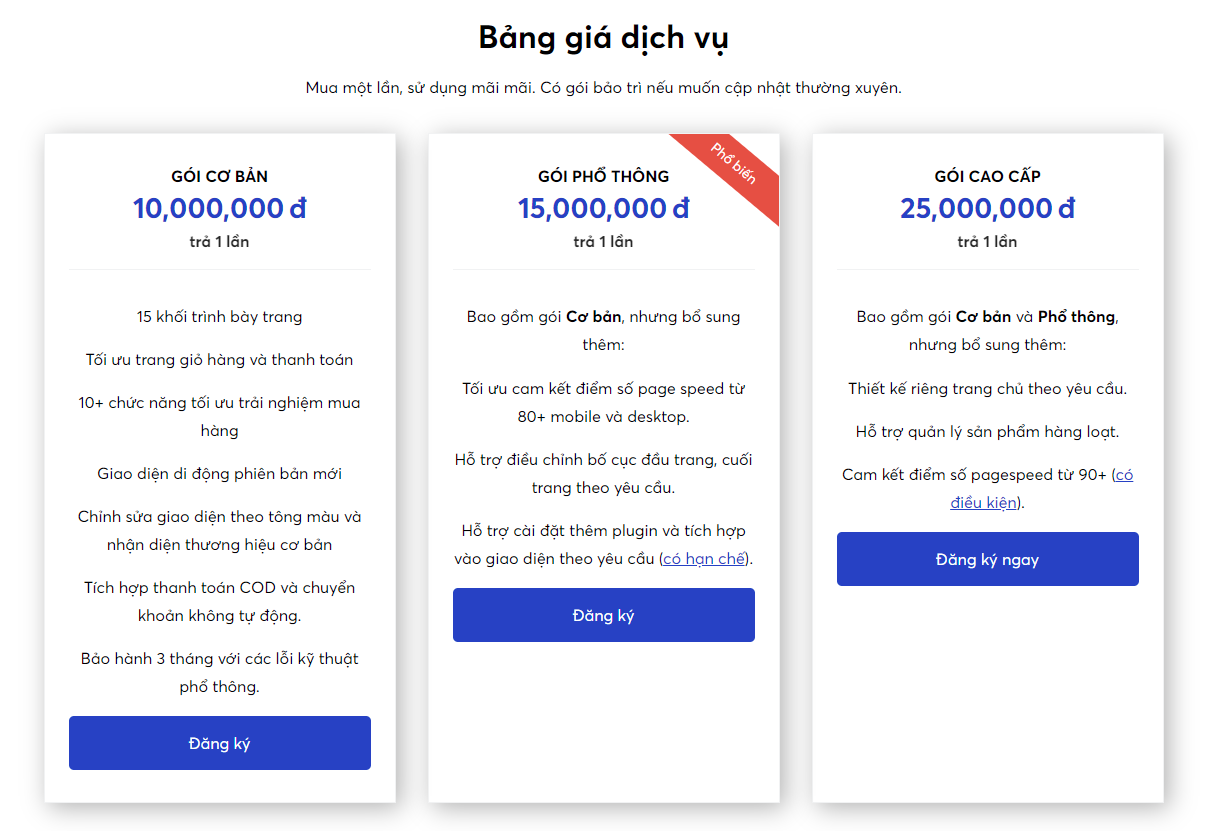 Bảng giá dịch vụ
Mua một lần, sử dụng mãi mãi. Có gói bảo trì nếu muốn cập nhật thường xuyên.
GÓI CƠ BẢN
10,000,000 đ
trả 1 lần
15 khối trình bày trang
Tối ưu trang giỏ hàng và thanh toán
10+ chức năng tối ưu trải nghiệm mua
hàng
Giao diện di động phiên bản mới
Chỉnh sửa giao diện theo tông màu và
nhận diện thương hiệu cơ bản
Tích hợp thanh toán COD và chuyển
khoản không tự động.
Bảo hành 3 tháng với các lỗi kỹ thuật
phổ thông.
Đăng ký
Phổ biến
GÓI PHỔ THÔNG
15,000,000 đ
trả 1 lần
Bao gồm gói Cơ bản, nhưng bổ sung
thêm:
Tối ưu cam kết điểm số page speed từ
80+ mobile và desktop.
Hỗ trợ điều chỉnh bố cục đầu trang, cuối
trang theo yêu cầu.
Hỗ trợ cài đặt thêm plugin và tích hợp
vào giao diện theo yêu cầu (có hạn chế).
Đăng ký
GÓI CAO CẤP
25,000,000 đ
trả 1 lần
Bao gồm gói Cơ bản và Phổ thông,
nhưng bổ sung thêm:
Thiết kế riêng trang chủ theo yêu cầu.
Hỗ trợ quản lý sản phẩm hàng loạt.
Cam kết điểm số pagespeed từ 90+ (có
điều kiện).
Đăng ký ngay